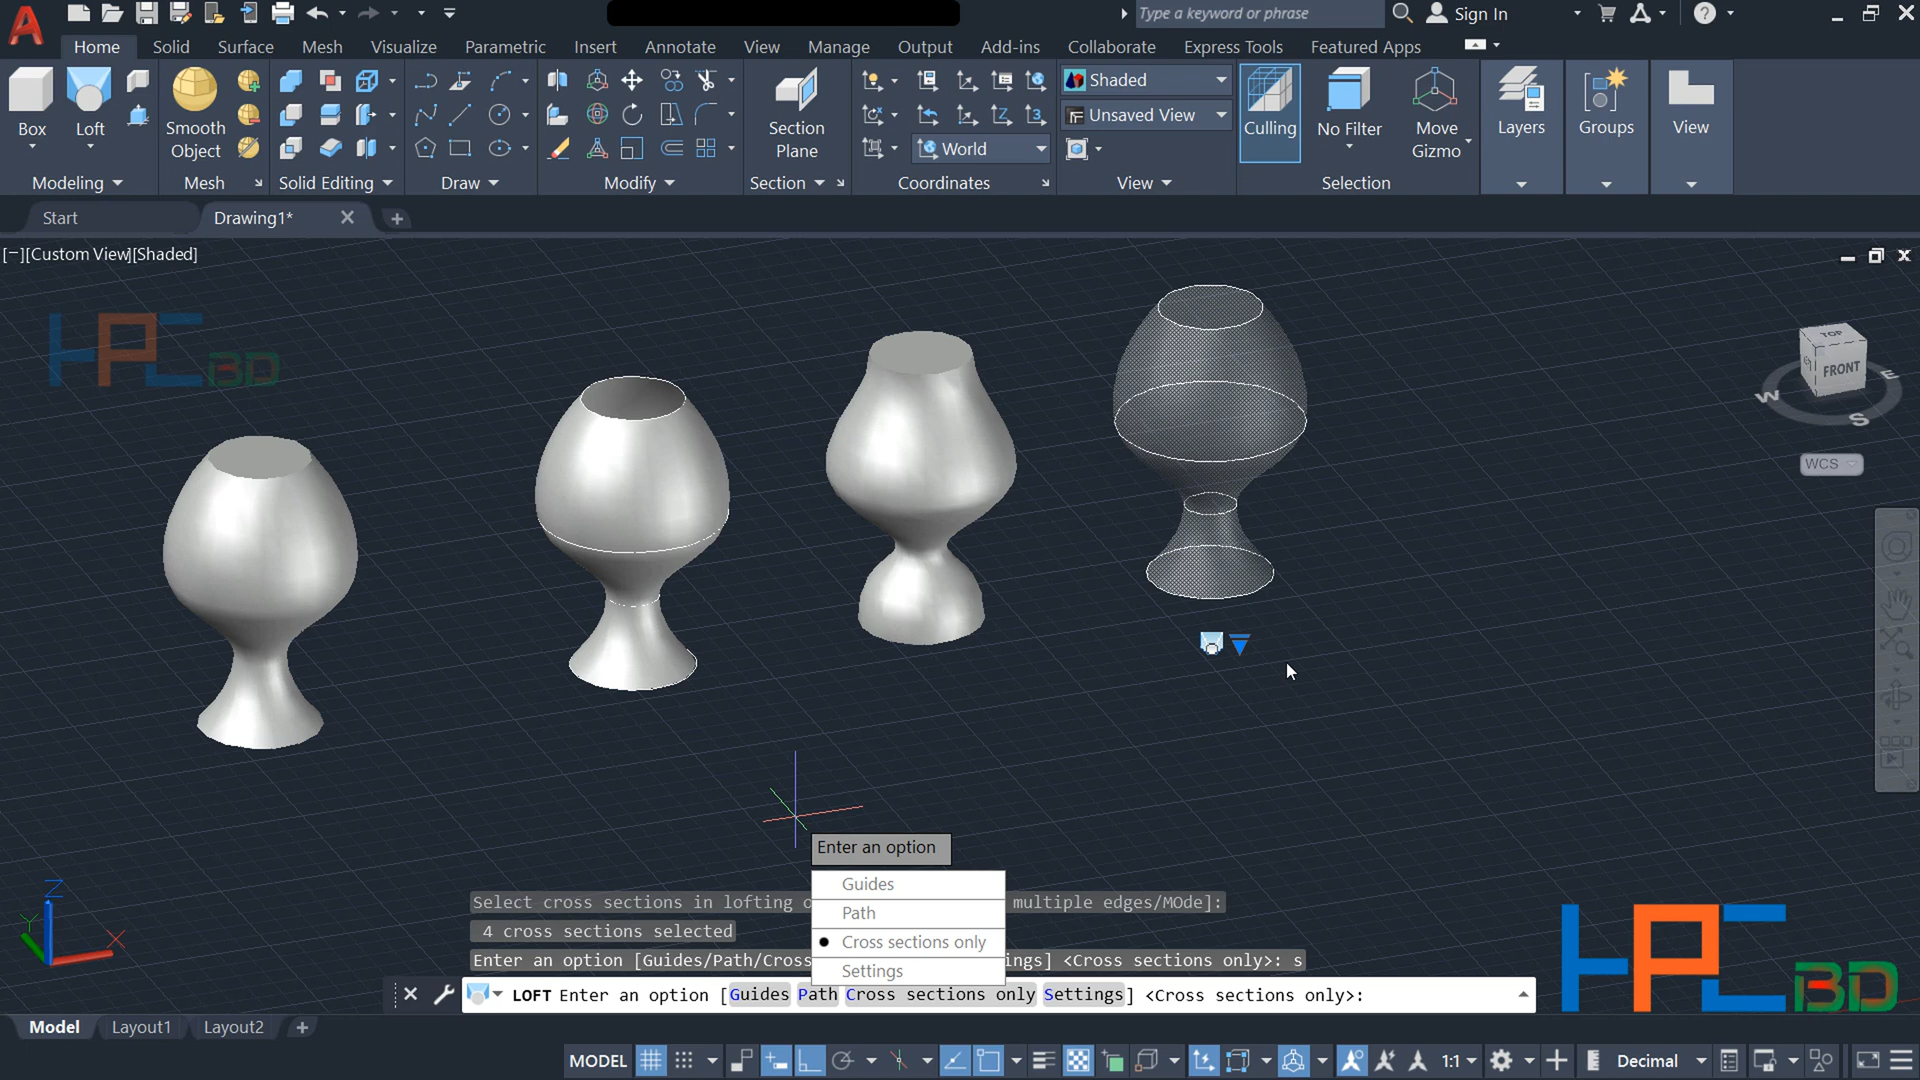 Type a keyword or phrase
Sign In
Home Solid Surface Mesh Visualize Parametric Insert Annotate View Manage Output Add-ins Collaborate Express Tools Featured Apps
Box
Loft
Smooth
Object
Section
Plane
World
Shaded
Unsaved View
Culling
No Filter
Move
Gizmo
Layers
Groups
View
Modeling Mesh Solid Editing Draw Modify Section Coordinates View Selection
Start
Drawing1*
[−][Custom View][Shaded]
HPC BD
TOP
FRONT
W
S
E
WCS
Enter an option
Guides
Path
Cross sections only
Settings
Select cross sections in lofting o
multiple edges/MOde]:
4 cross sections selected
Enter an option [Guides/Path/Cross
ngs] <Cross sections only>: s
LOFT Enter an option [Guides Path Cross sections only Settings] <Cross sections only>:
Z
Y
X
HPC BD
Model Layout1 Layout2
MODEL
1:1
Decimal